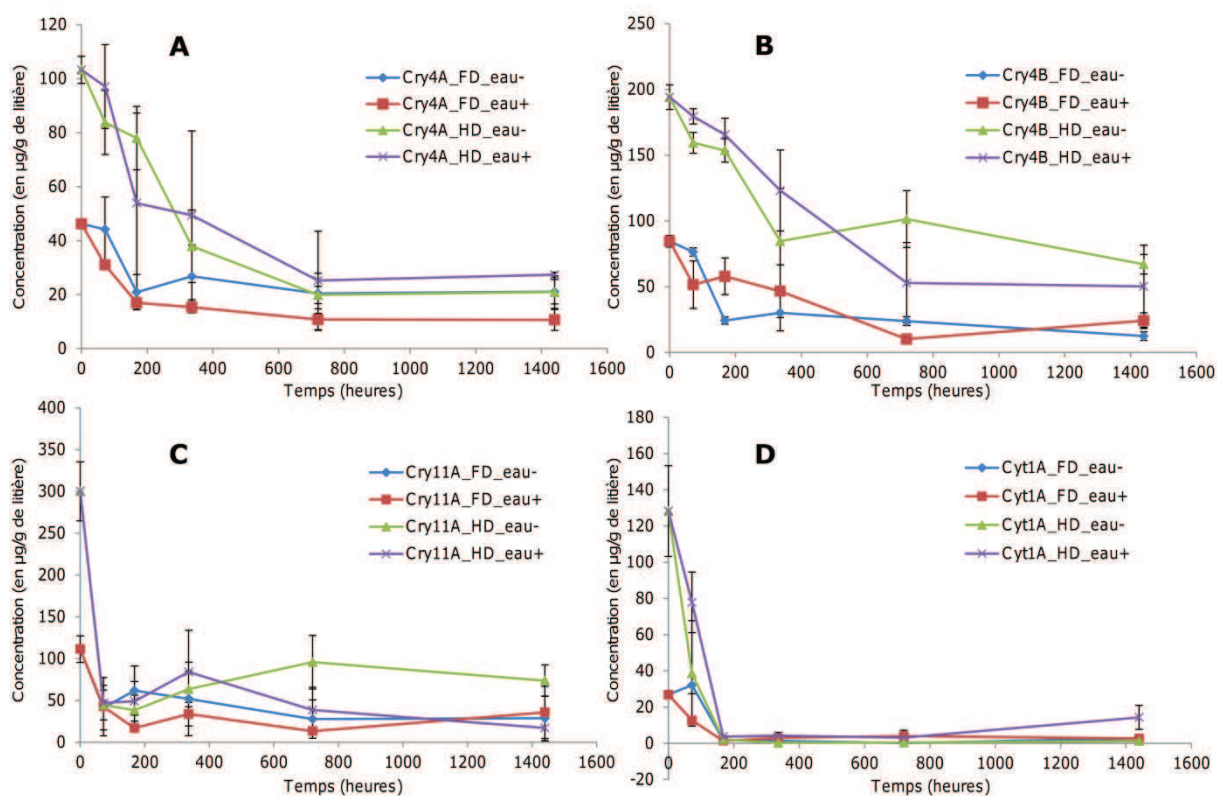 A
Concentration (en µg/g de litière)
120
100
80
60
40
20
0
0 200 400 600 800 1000 1200 1400 1600
Temps (heures)
Cry4A_FD_eau-
Cry4A_FD_eau+
Cry4A_HD_eau-
Cry4A_HD_eau+
B
Concentration (en µg/g de litière)
250
200
150
100
50
0
0 200 400 600 800 1000 1200 1400 1600
Temps (heures)
Cry4B_FD_eau-
Cry4B_FD_eau+
Cry4B_HD_eau-
Cry4B_HD_eau+
C
Concentration (en µg/g de litière)
400
350
300
250
200
150
100
50
0
0 200 400 600 800 1000 1200 1400 1600
Temps (heures)
Cry11A_FD_eau-
Cry11A_FD_eau+
Cry11A_HD_eau-
Cry11A_HD_eau+
D
Concentration (en µg/g de litière)
180
160
140
120
100
80
60
40
20
0
-20
0 200 400 600 800 1000 1200 1400 1600
Temps (heures)
Cyt1A_FD_eau-
Cyt1A_FD_eau+
Cyt1A_HD_eau-
Cyt1A_HD_eau+